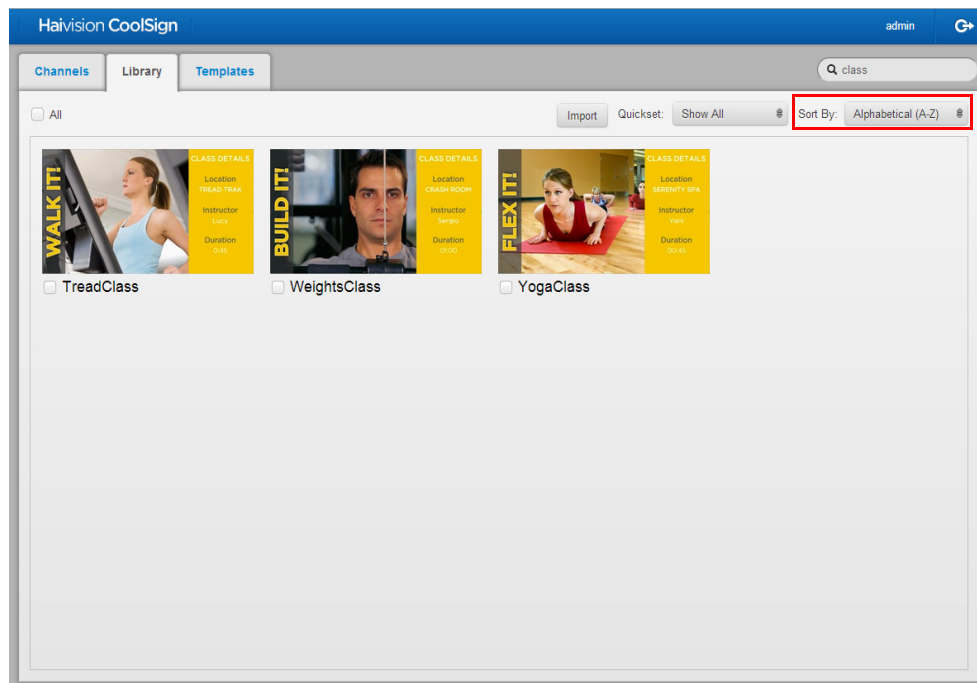 Haivision CoolSign
admin
Channels
Library
Templates
class
All
Import
Quickset:
Show All
Sort By:
Alphabetical (A-Z)
WALK IT!
CLASS DETAILS
Location
TREAD TRAK
Instructor
Lucy
Duration
0:45
BUILD IT!
CLASS DETAILS
Location
CRASH ROOM
Instructor
Sergio
Duration
01:00
FLEX IT!
CLASS DETAILS
Location
SERENITY SPA
Instructor
Duration
00:45
TreadClass
WeightsClass
YogaClass